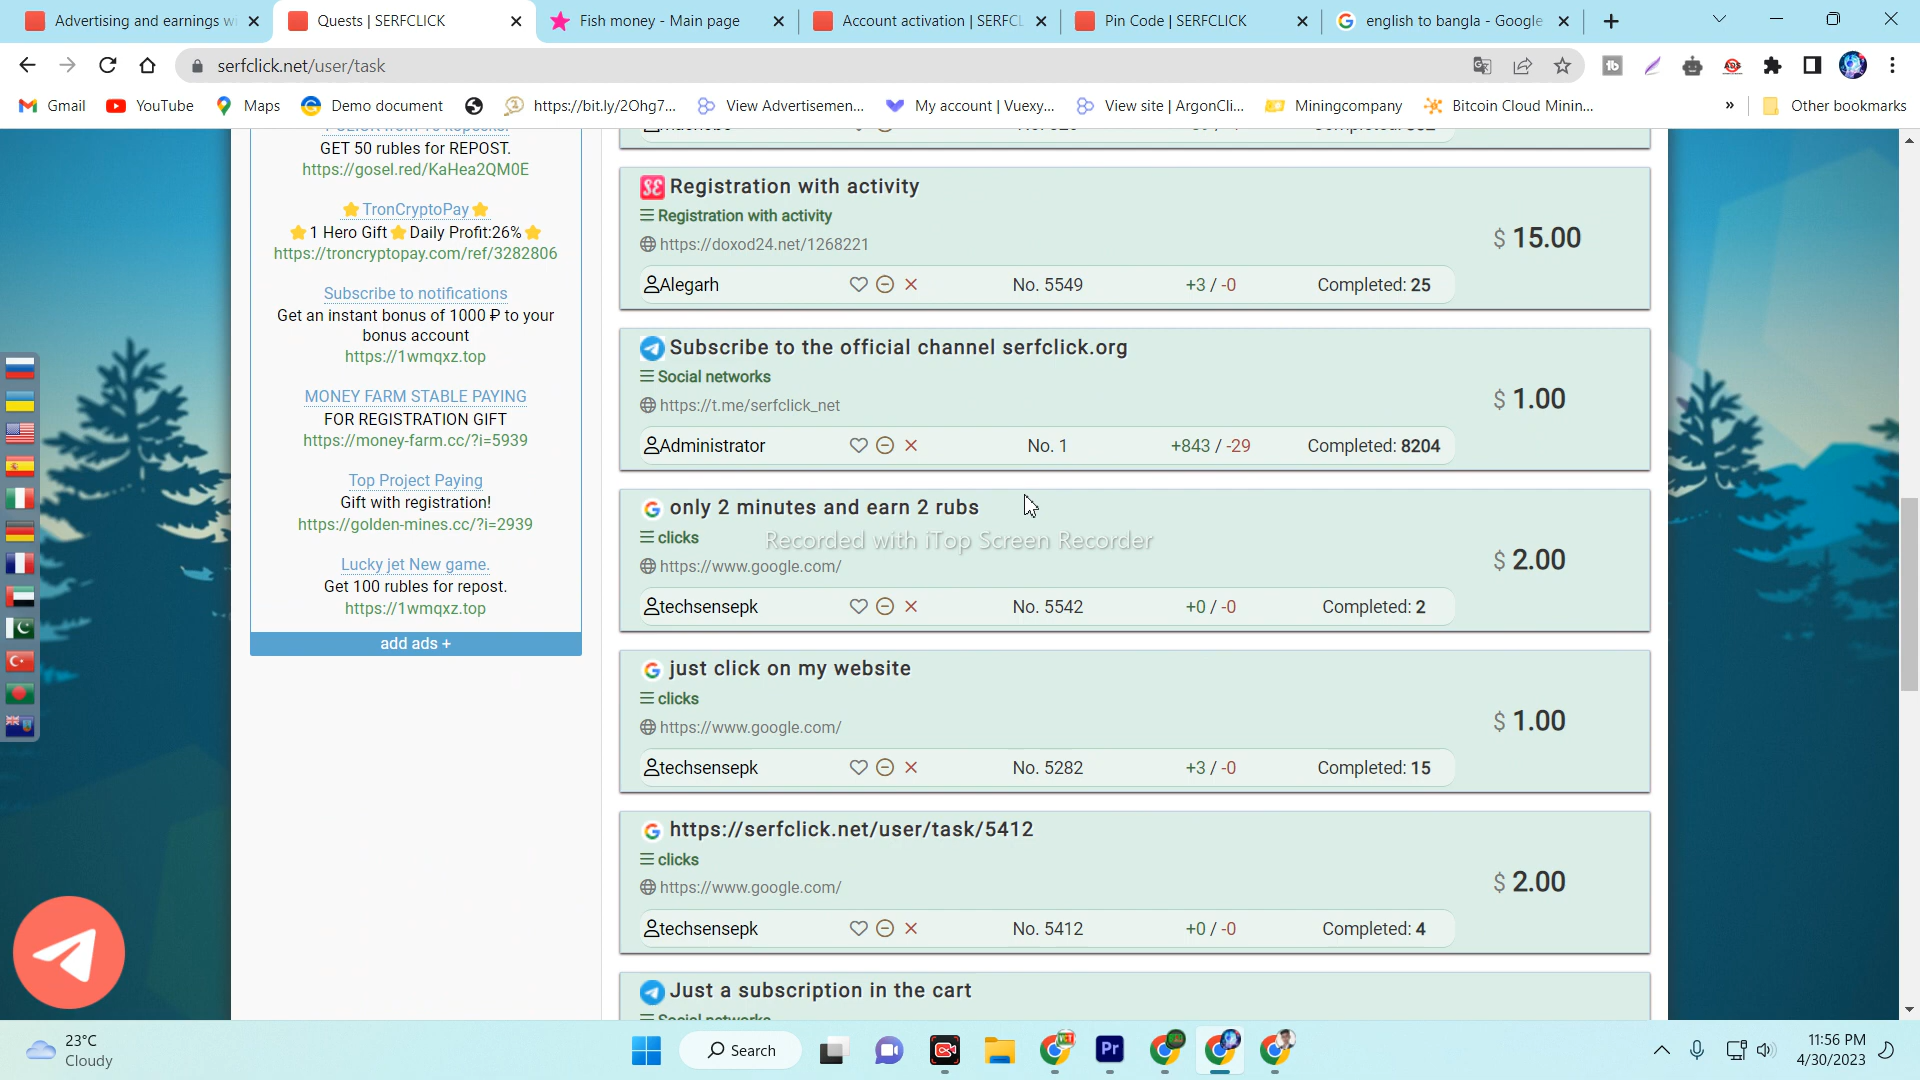 Advertising and earnings w
Quests | SERFCLICK
Fish money - Main page
Account activation | SERFCL
Pin Code | SERFCLICK
english to bangla - Google
serfclick.net/user/task
Gmail
YouTube
Maps
Demo document
https://bit.ly/2Ohg7...
View Advertisemen...
My account | Vuexy...
View site | ArgonCli...
Miningcompany
Bitcoin Cloud Minin...
»
Other bookmarks
GET 50 rubles for REPOST.
https://gosel.red/KaHea2QM0E
TronCryptoPay
1 Hero Gift Daily Profit:26%
https://troncryptopay.com/ref/3282806
Subscribe to notifications
Get an instant bonus of 1000 ₽ to your
bonus account
https://1wmqxz.top
MONEY FARM STABLE PAYING
FOR REGISTRATION GIFT
https://money-farm.cc/?i=5939
Top Project Paying
Gift with registration!
https://golden-mines.cc/?i=2939
Lucky jet New game.
Get 100 rubles for repost.
https://1wmqxz.top
add ads +
Registration with activity
Registration with activity
https://doxod24.net/1268221
$ 15.00
Alegarh No. 5549 +3 / -0 Completed: 25
Subscribe to the official channel serfclick.org
Social networks
https://t.me/serfclick_net
$ 1.00
Administrator No. 1 +843 / -29 Completed: 8204
only 2 minutes and earn 2 rubs
clicks
Recorded with iTop Screen Recorder
https://www.google.com/
$ 2.00
techsensepk No. 5542 +0 / -0 Completed: 2
just click on my website
clicks
https://www.google.com/
$ 1.00
techsensepk No. 5282 +3 / -0 Completed: 15
https://serfclick.net/user/task/5412
clicks
https://www.google.com/
$ 2.00
techsensepk No. 5412 +0 / -0 Completed: 4
Just a subscription in the cart
Social networks
23°C
Cloudy
Search
Pr
11:56 PM
4/30/2023